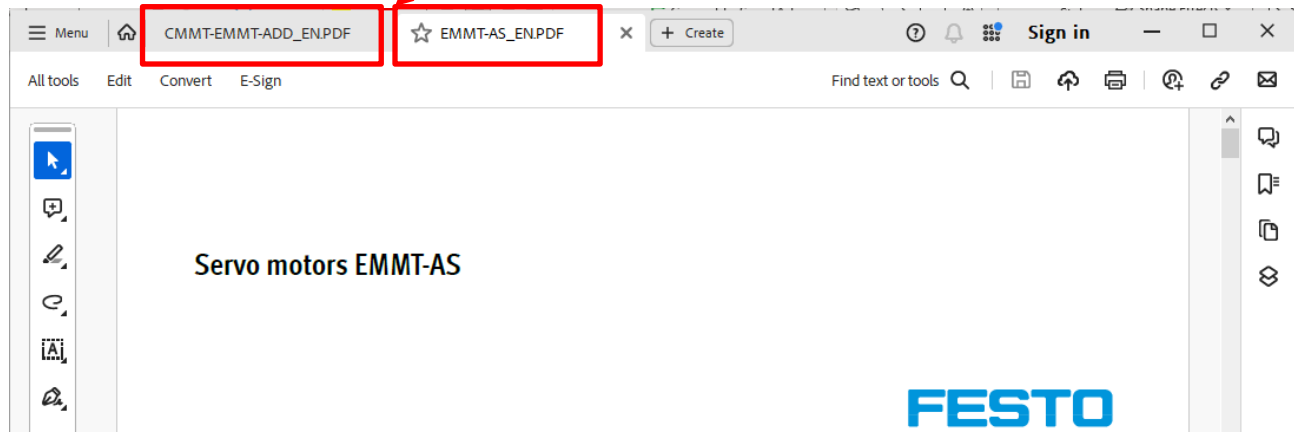 Menu CMMT-EMMT-ADD_EN.PDF EMMT-AS_EN.PDF + Create Sign in
All tools Edit Convert E-Sign Find text or tools
Servo motors EMMT-AS
FESTO